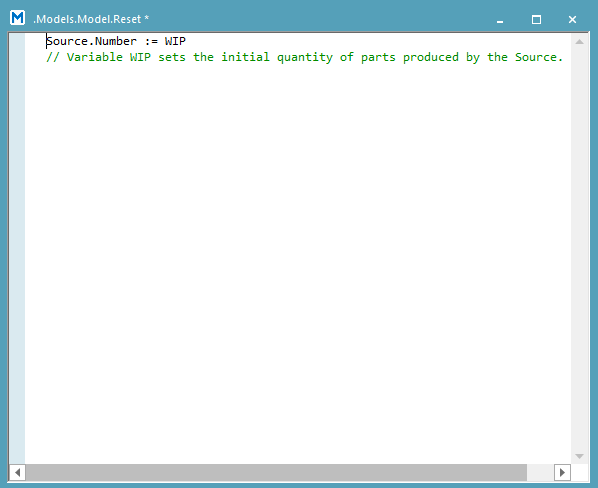 .Models.Model.Reset *
Source.Number := WIP
// Variable WIP sets the initial quantity of parts produced by the Source.